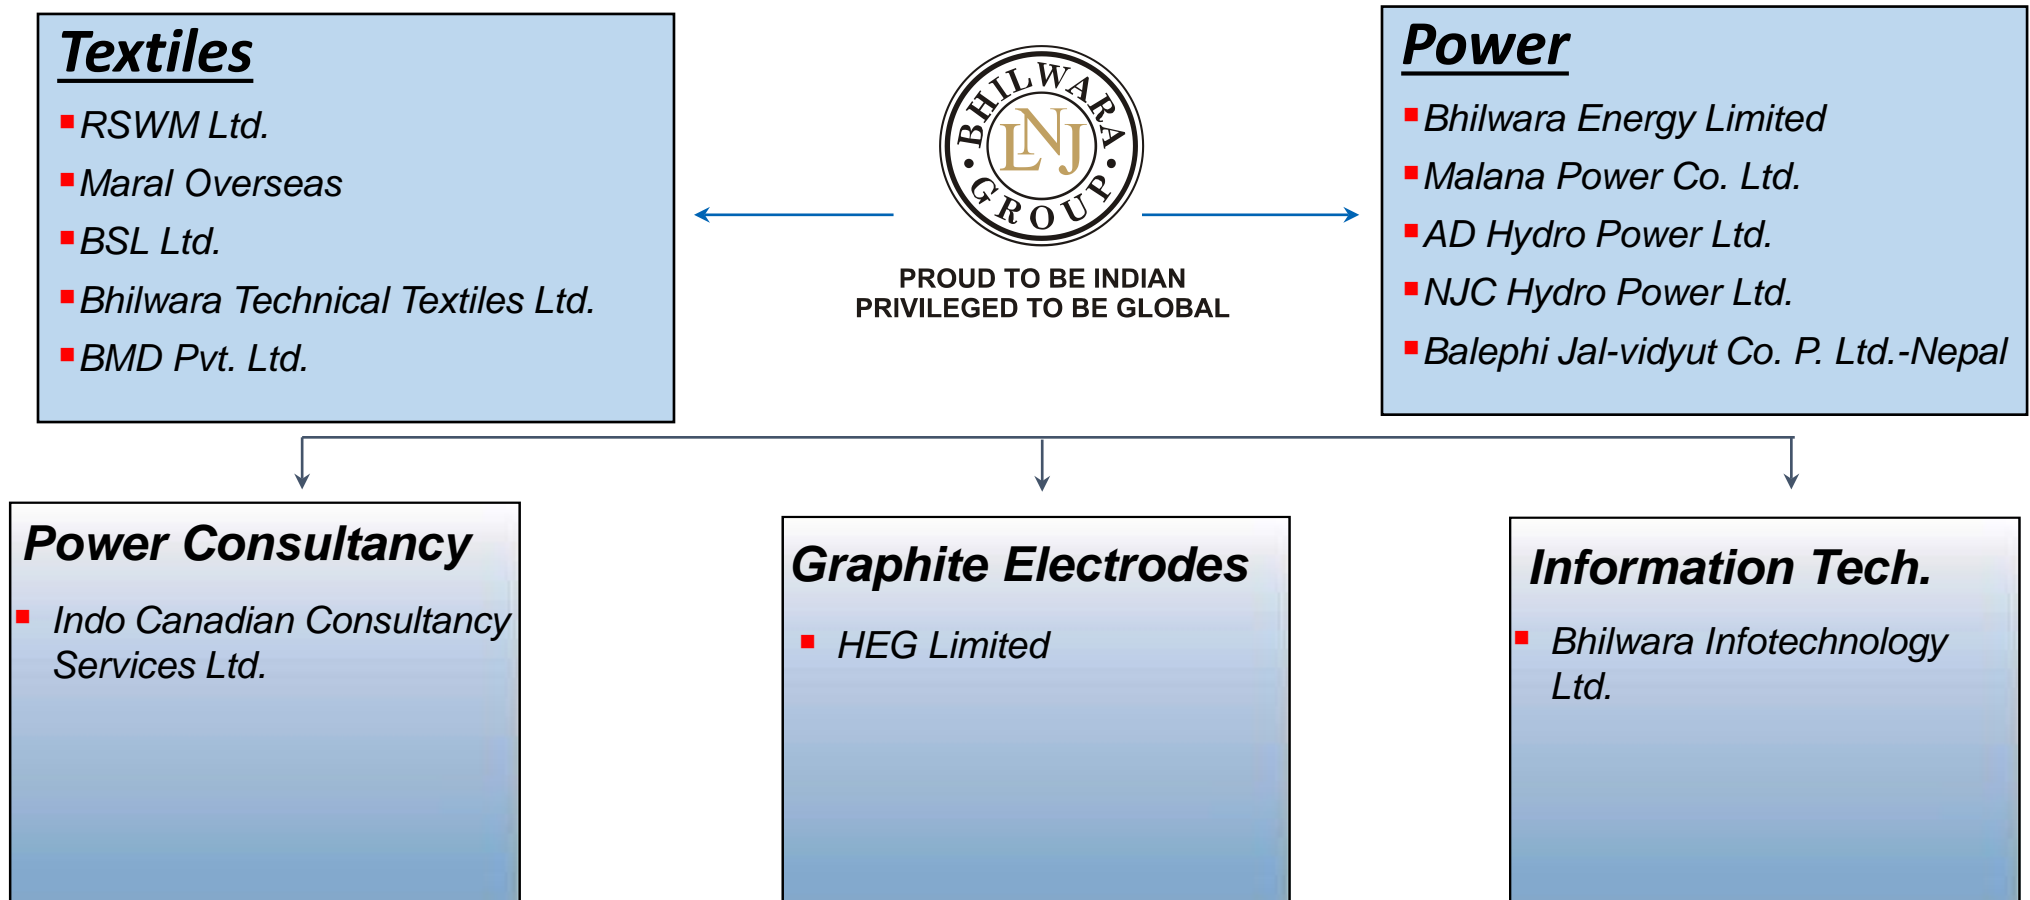 Textiles
RSWM Ltd.
Maral Overseas
BSL Ltd.
Bhilwara Technical Textiles Ltd.
BMD Pvt. Ltd.
BHILWARA
LNJ
GROUP
PROUD TO BE INDIAN
PRIVILEGED TO BE GLOBAL
Power
Bhilwara Energy Limited
Malana Power Co. Ltd.
AD Hydro Power Ltd.
NJC Hydro Power Ltd.
Balephi Jal-vidyut Co. P. Ltd.-Nepal
Power Consultancy
Indo Canadian Consultancy
Services Ltd.
Graphite Electrodes
HEG Limited
Information Tech.
Bhilwara Infotechnology
Ltd.